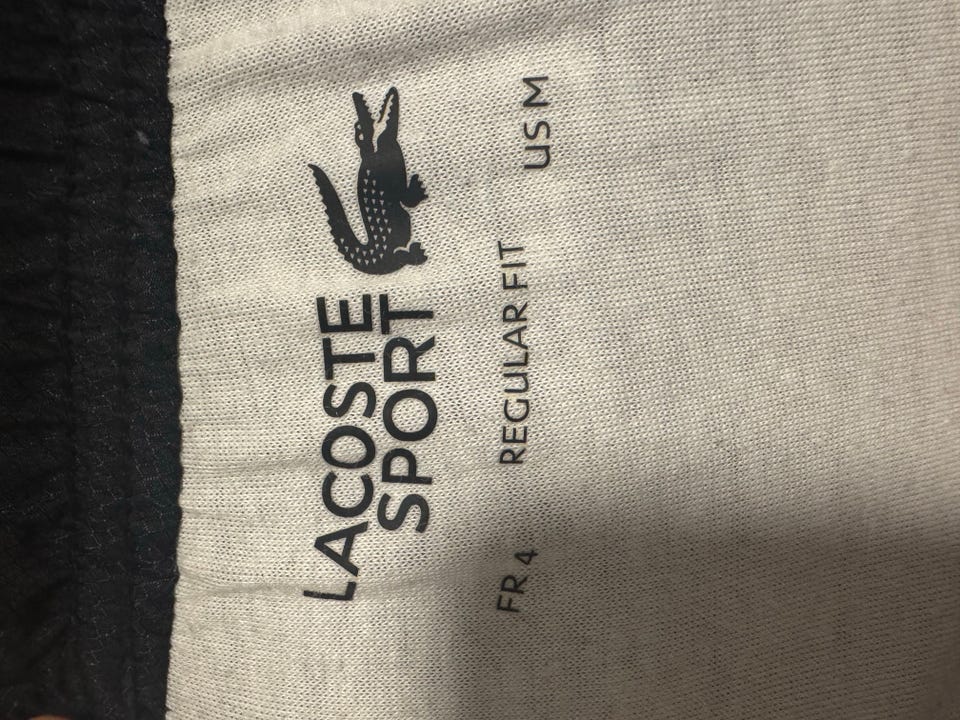 LACOSTE
SPORT
FR 4 REGULAR FIT US M